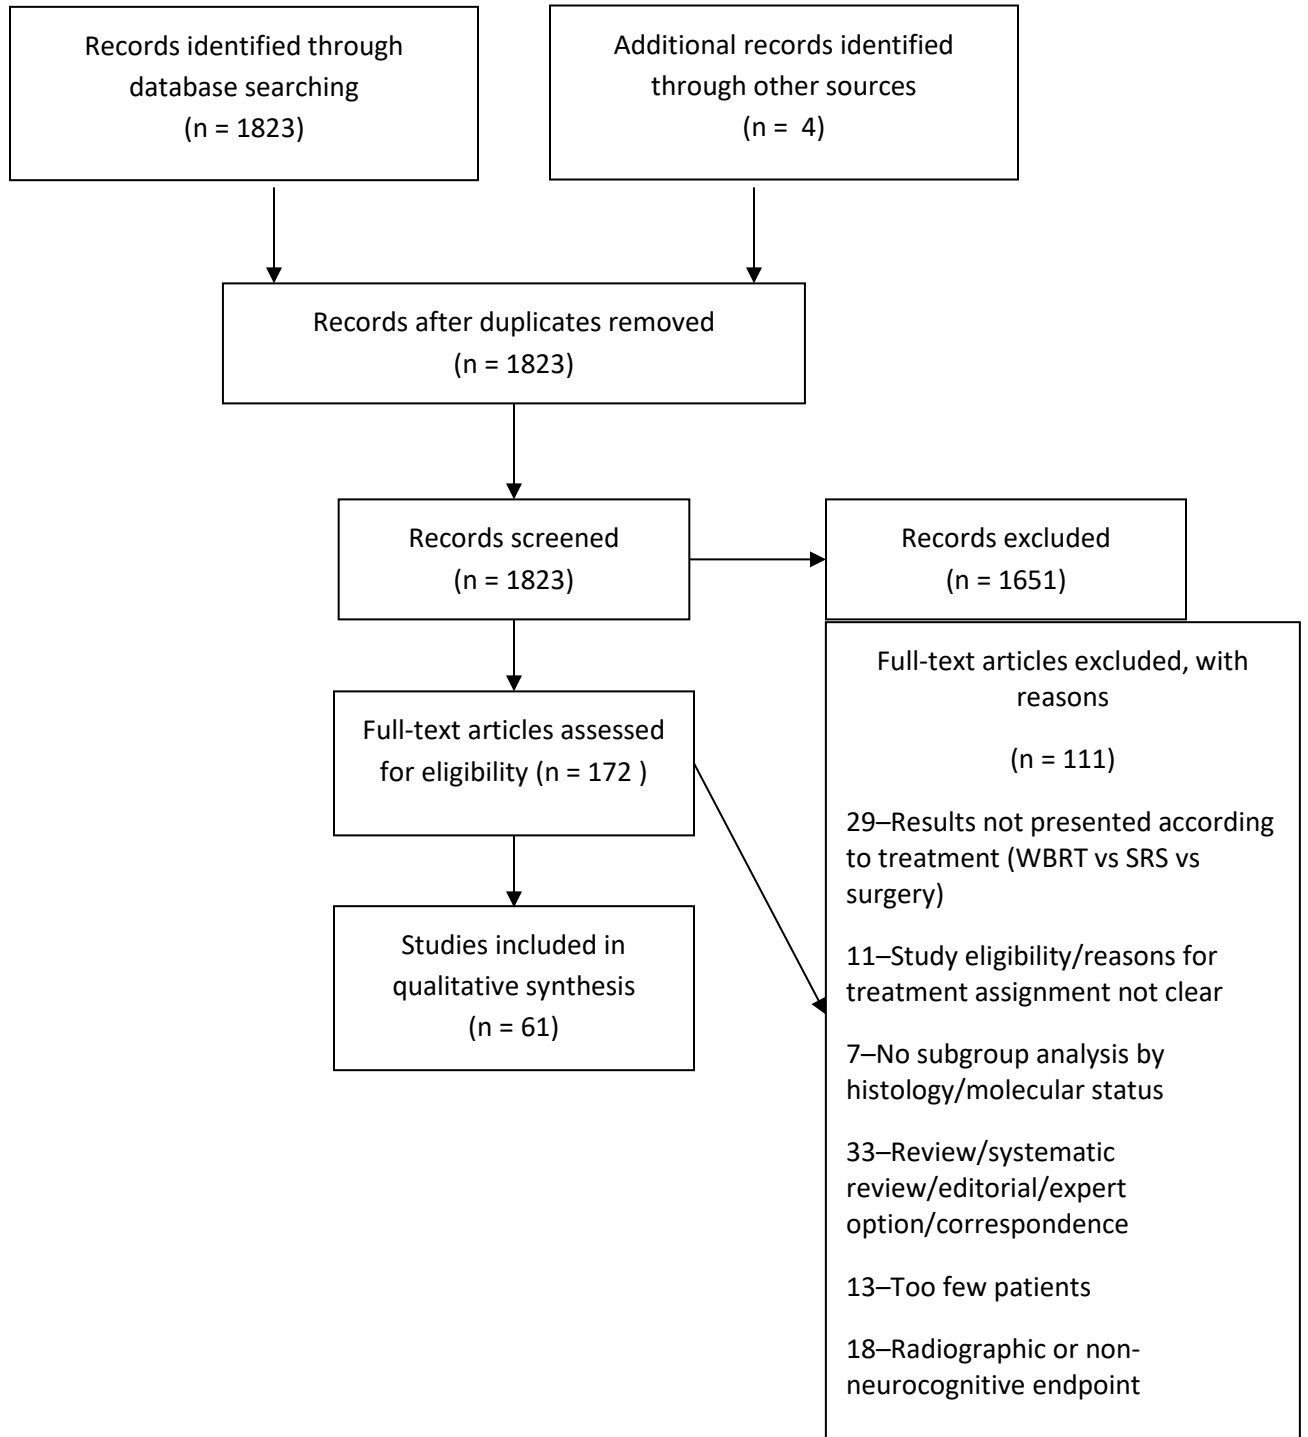 Records identified through
database searching
(n = 1823)
Additional records identified
through other sources
(n =  4)
Records after duplicates removed
(n = 1823)
Records screened
(n = 1823)
Records excluded
(n = 1651)
Full-text articles assessed
for eligibility (n = 172 )
Full-text articles excluded, with
reasons
(n = 111)
29–Results not presented according
to treatment (WBRT vs SRS vs
surgery)
11–Study eligibility/reasons for
treatment assignment not clear
7–No subgroup analysis by
histology/molecular status
33–Review/systematic
review/editorial/expert
option/correspondence
13–Too few patients
18–Radiographic or non-
neurocognitive endpoint
Studies included in
qualitative synthesis
(n = 61)